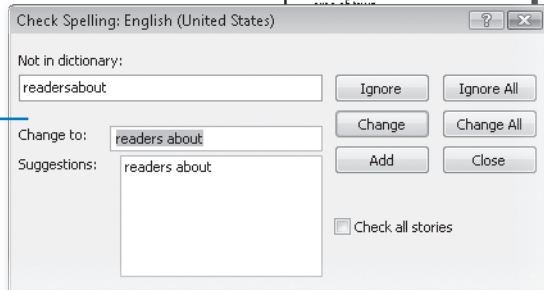 Check Spelling: English (United States)
Not in dictionary:
readersabout
Ignore
Ignore All
Change to:
readers about
Change
Change All
Suggestions:
readers about
Add
Close
Check all stories